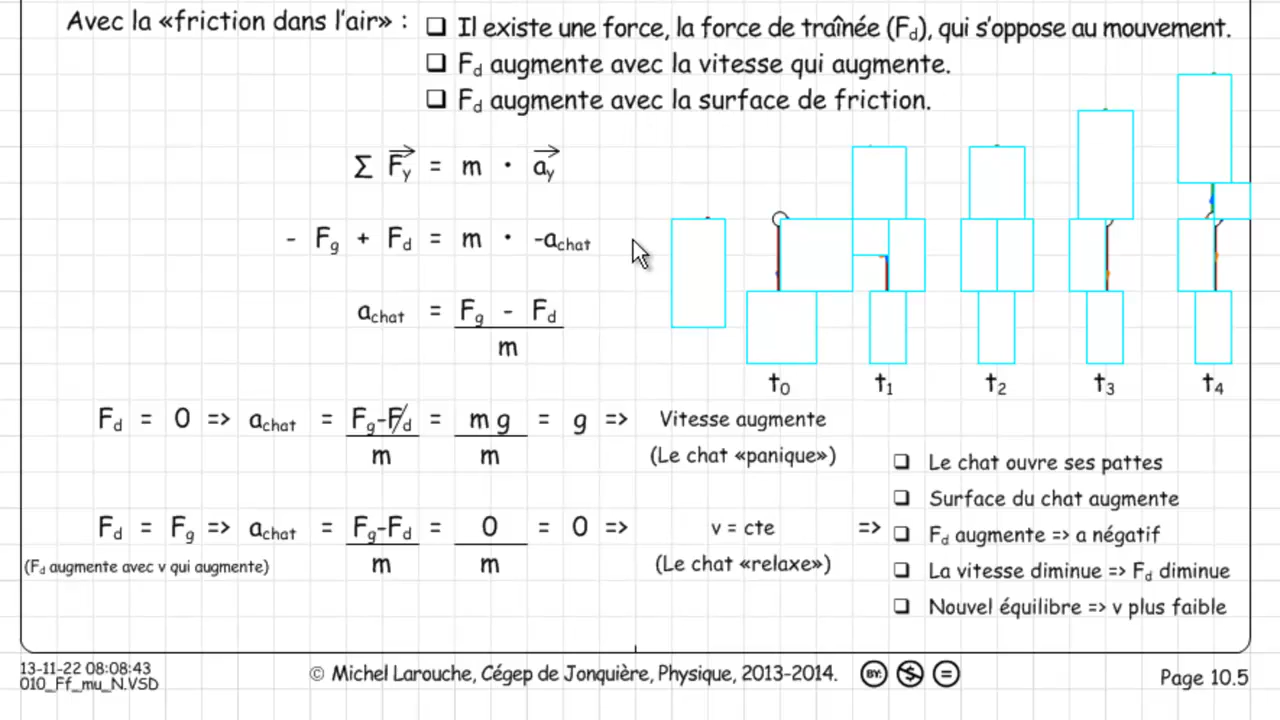 Avec la «friction dans l'air» : ❑ Il existe une force, la force de traînée (Fd), qui s'oppose au mouvement.
❑ Fd augmente avec la vitesse qui augmente.
❑ Fd augmente avec la surface de friction.
Σ Fy = m · ay
- Fg + Fd = m · -achat
achat = Fg - Fd
m
t0 t1 t2 t3 t4
Fd = 0 => achat = Fg-Fd = m g = g => Vitesse augmente
m m (Le chat «panique»)
❑ Le chat ouvre ses pattes
❑ Surface du chat augmente
Fd = Fg => achat = Fg-Fd = 0 = 0 => v = cte => ❑ Fd augmente => a négatif
(Fd augmente avec v qui augmente) m m (Le chat «relaxe») ❑ La vitesse diminue => Fd diminue
❑ Nouvel équilibre => v plus faible
13-11-22 08:08:43
010_Ff_mu_N.VSD
© Michel Larouche, Cégep de Jonquière, Physique, 2013-2014. BY: $ =
Page 10.5